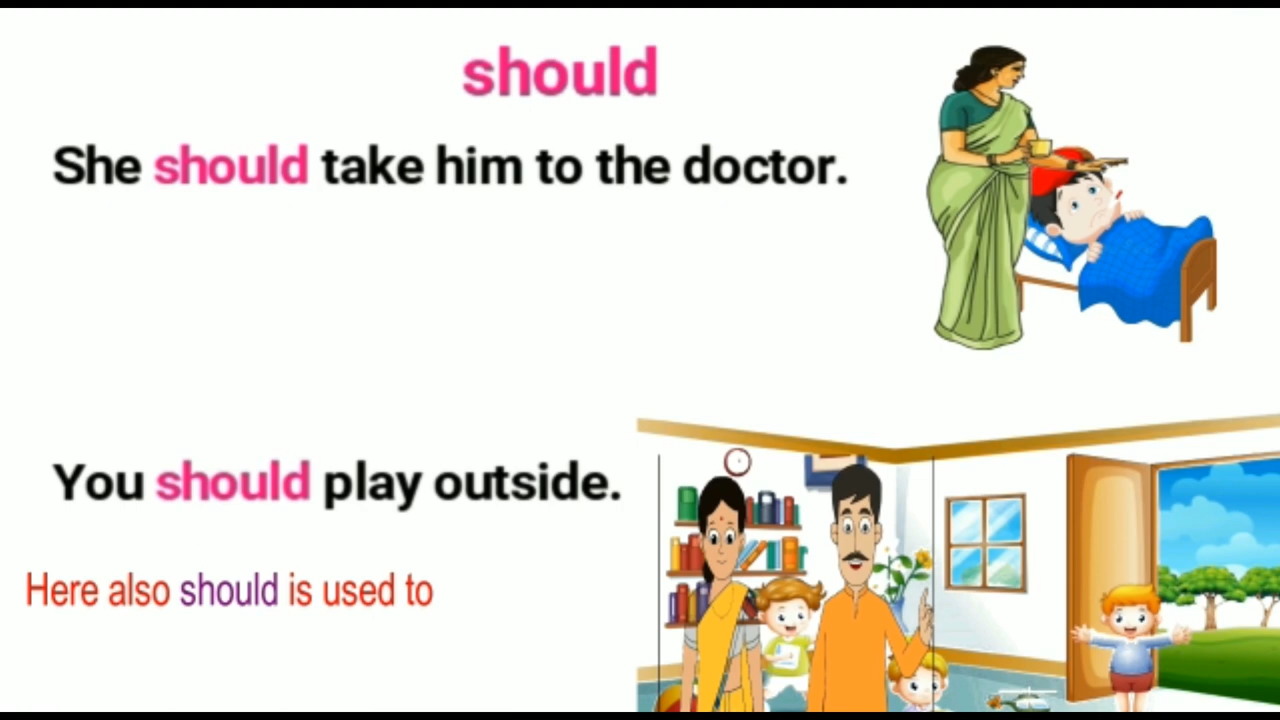 should
She should take him to the doctor.
You should play outside.
Here also should is used to